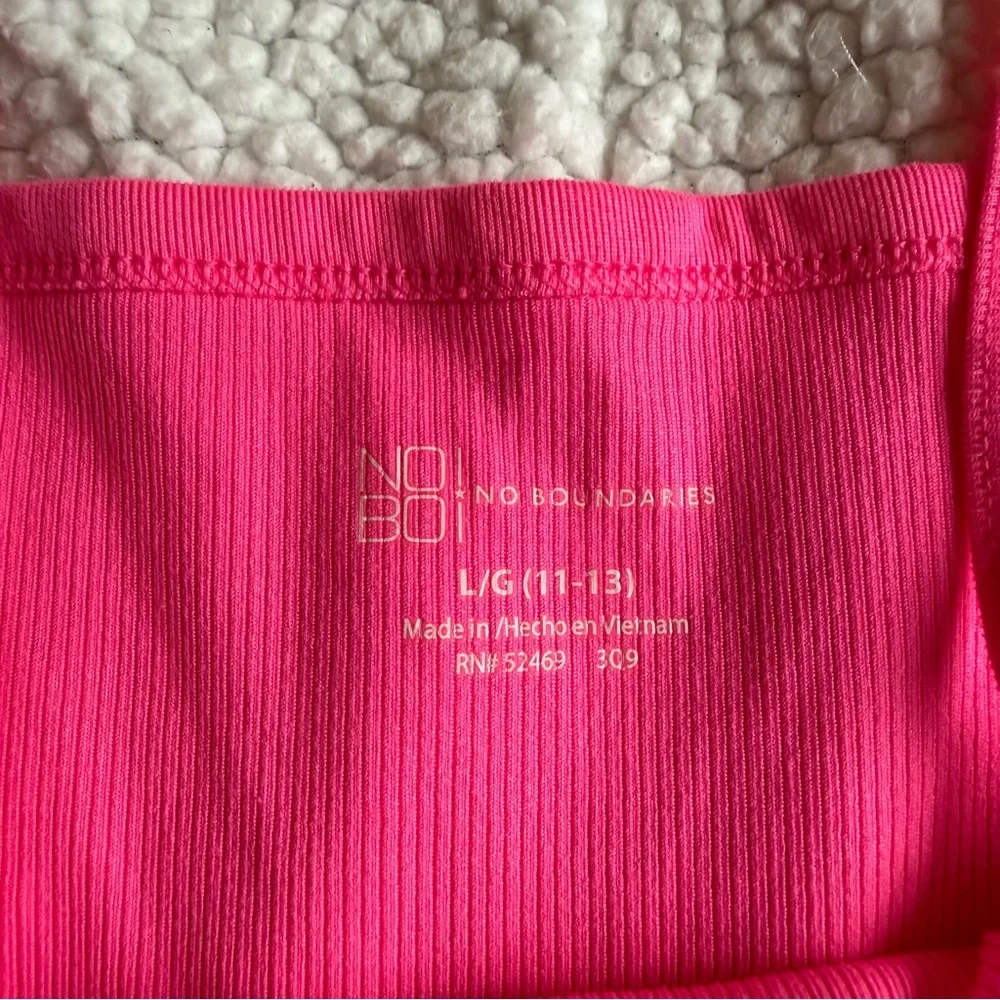 NO!
BO!
NO BOUNDARIES
L/G (11-13)
Made in /Hecho en Vietnam
RN# 52469 3Q9